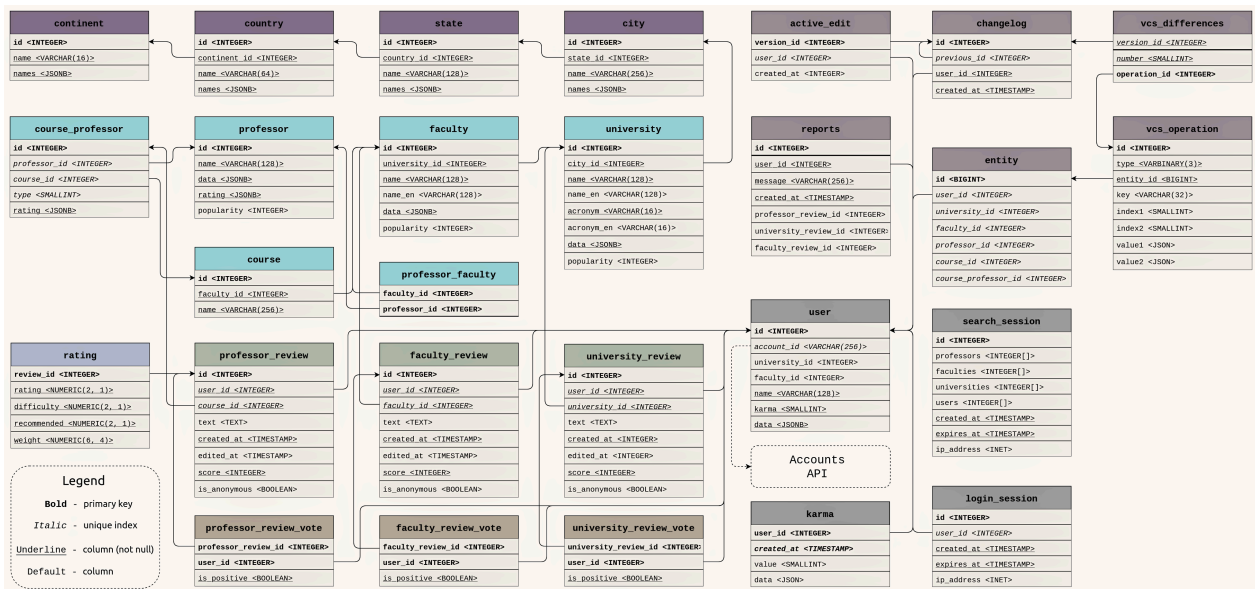 continent
id <INTEGER>
name <VARCHAR(16)>
names <JSONB>
country
id <INTEGER>
continent_id <INTEGER>
name <VARCHAR(64)>
names <JSONB>
state
id <INTEGER>
country_id <INTEGER>
name <VARCHAR(128)>
names <JSONB>
city
id <INTEGER>
state_id <INTEGER>
name <VARCHAR(256)>
names <JSONB>
active_edit
version_id <INTEGER>
user_id <INTEGER>
created_at <INTEGER>
changelog
id <INTEGER>
previous_id <INTEGER>
user_id <INTEGER>
created_at <TIMESTAMP>
vcs_differences
version_id <INTEGER>
number <SMALLINT>
operation_id <INTEGER>
course_professor
id <INTEGER>
professor_id <INTEGER>
course_id <INTEGER>
type <SMALLINT>
rating <JSONB>
professor
id <INTEGER>
name <VARCHAR(128)>
data <JSONB>
rating <JSONB>
popularity <INTEGER>
faculty
id <INTEGER>
university_id <INTEGER>
name <VARCHAR(128)>
name_en <VARCHAR(128)>
data <JSONB>
popularity <INTEGER>
university
id <INTEGER>
city_id <INTEGER>
name <VARCHAR(128)>
name_en <VARCHAR(128)>
acronym <VARCHAR(16)>
acronym_en <VARCHAR(16)>
data <JSONB>
popularity <INTEGER>
reports
id <INTEGER>
user_id <INTEGER>
message <VARCHAR(256)>
created_at <TIMESTAMP>
professor_review_id <INTEGER>
university_review_id <INTEGER>
faculty_review_id <INTEGER>
entity
id <BIGINT>
user_id <INTEGER>
university_id <INTEGER>
faculty_id <INTEGER>
professor_id <INTEGER>
course_id <INTEGER>
course_professor_id <INTEGER>
vcs_operation
id <INTEGER>
type <VARBINARY(3)>
entity_id <BIGINT>
key <VARCHAR(32)>
index1 <SMALLINT>
index2 <SMALLINT>
value1 <JSON>
value2 <JSON>
course
id <INTEGER>
faculty_id <INTEGER>
name <VARCHAR(256)>
professor_faculty
faculty_id <INTEGER>
professor_id <INTEGER>
user
id <INTEGER>
account_id <VARCHAR(256)>
university_id <INTEGER>
faculty_id <INTEGER>
name <VARCHAR(128)>
karma <SMALLINT>
data <JSONB>
search_session
id <INTEGER>
professors <INTEGER[]>
faculties <INTEGER[]>
universities <INTEGER[]>
users <INTEGER[]>
created_at <TIMESTAMP>
expires_at <TIMESTAMP>
ip_address <INET>
rating
review_id <INTEGER>
rating <NUMERIC(2, 1)>
difficulty <NUMERIC(2, 1)>
recommended <NUMERIC(2, 1)>
weight <NUMERIC(6, 4)>
professor_review
id <INTEGER>
user_id <INTEGER>
course_id <INTEGER>
text <TEXT>
created_at <TIMESTAMP>
edited_at <TIMESTAMP>
score <INTEGER>
is_anonymous <BOOLEAN>
faculty_review
id <INTEGER>
user_id <INTEGER>
faculty_id <INTEGER>
text <TEXT>
created_at <TIMESTAMP>
edited_at <TIMESTAMP>
score <INTEGER>
is_anonymous <BOOLEAN>
university_review
id <INTEGER>
user_id <INTEGER>
university_id <INTEGER>
text <TEXT>
created_at <INTEGER>
edited_at <INTEGER>
score <INTEGER>
is_anonymous <BOOLEAN>
Accounts
API
Legend
Bold - primary key
Italic - unique index
Underline - column (not null)
Default - column
professor_review_vote
professor_review_id <INTEGER>
user_id <INTEGER>
is_positive <BOOLEAN>
faculty_review_vote
faculty_review_id <INTEGER>
user_id <INTEGER>
is_positive <BOOLEAN>
university_review_vote
university_review_id <INTEGER>
user_id <INTEGER>
is_positive <BOOLEAN>
karma
user_id <INTEGER>
created_at <TIMESTAMP>
value <SMALLINT>
data <JSON>
login_session
id <INTEGER>
user_id <INTEGER>
created_at <TIMESTAMP>
expires_at <TIMESTAMP>
ip_address <INET>